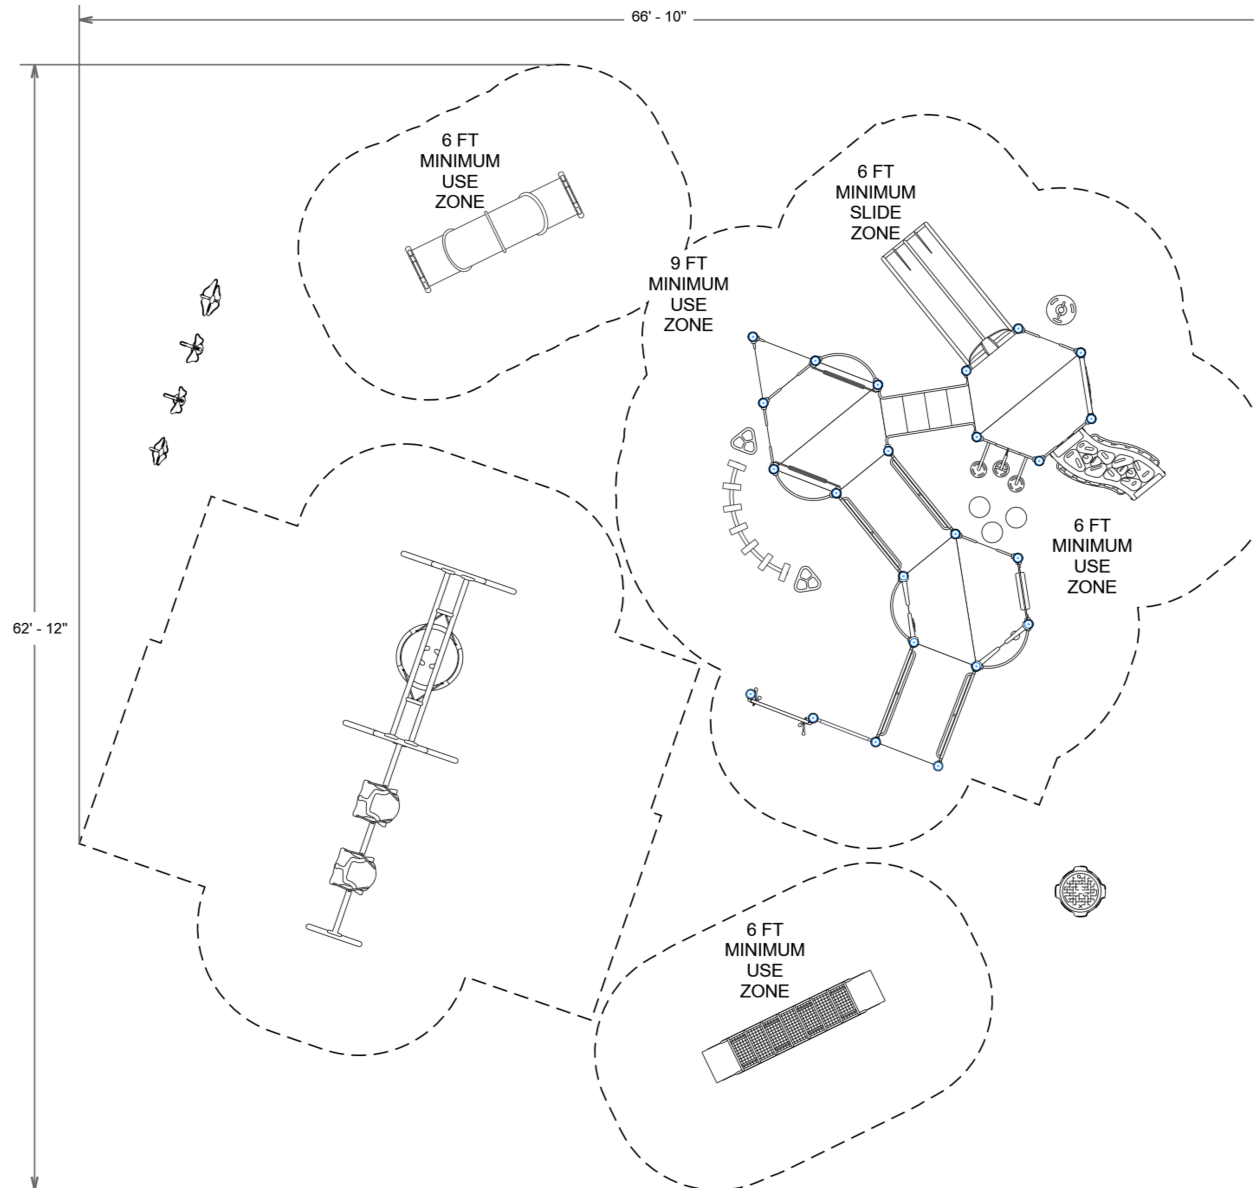 66' - 10"
6 FT
MINIMUM
USE
ZONE
6 FT
MINIMUM
SLIDE
ZONE
9 FT
MINIMUM
USE
ZONE
6 FT
MINIMUM
USE
ZONE
62' - 12"
6 FT
MINIMUM
USE
ZONE